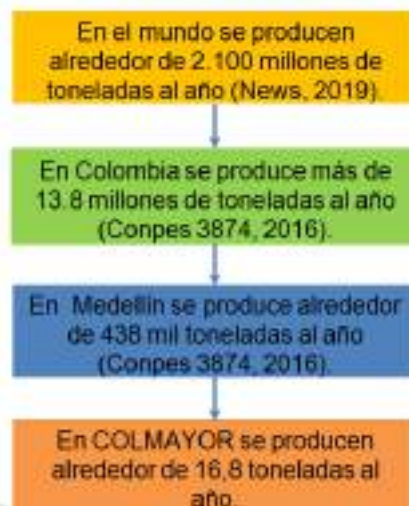 En el mundo se producen
alrededor de 2.100 millones de
toneladas al año (News, 2019).
En Colombia se produce más de
13.8 millones de toneladas al año
(Conpes 3874, 2016).
En Medellin se produce alrededor
de 438 mil toneladas al año
(Conpes 3874, 2016).
En COLMAYOR se producen
alrededor de 16,8 toneladas al
año.